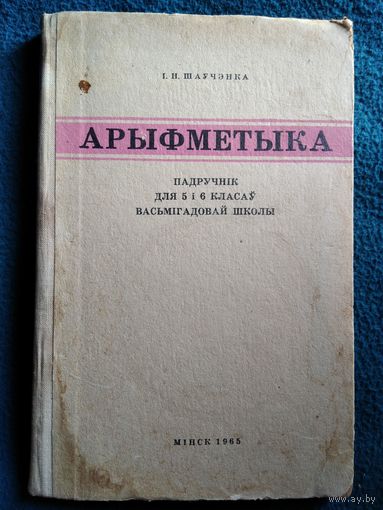 І. Н. ШАЎЧЭНКА
АРЫФМЕТЫКА
ПАДРУЧНІК
ДЛЯ 5 і 6 КЛАСАЎ
ВАСЬМІГАДОВАЙ ШКОЛЫ
МІНСК 1965
www.ay.by